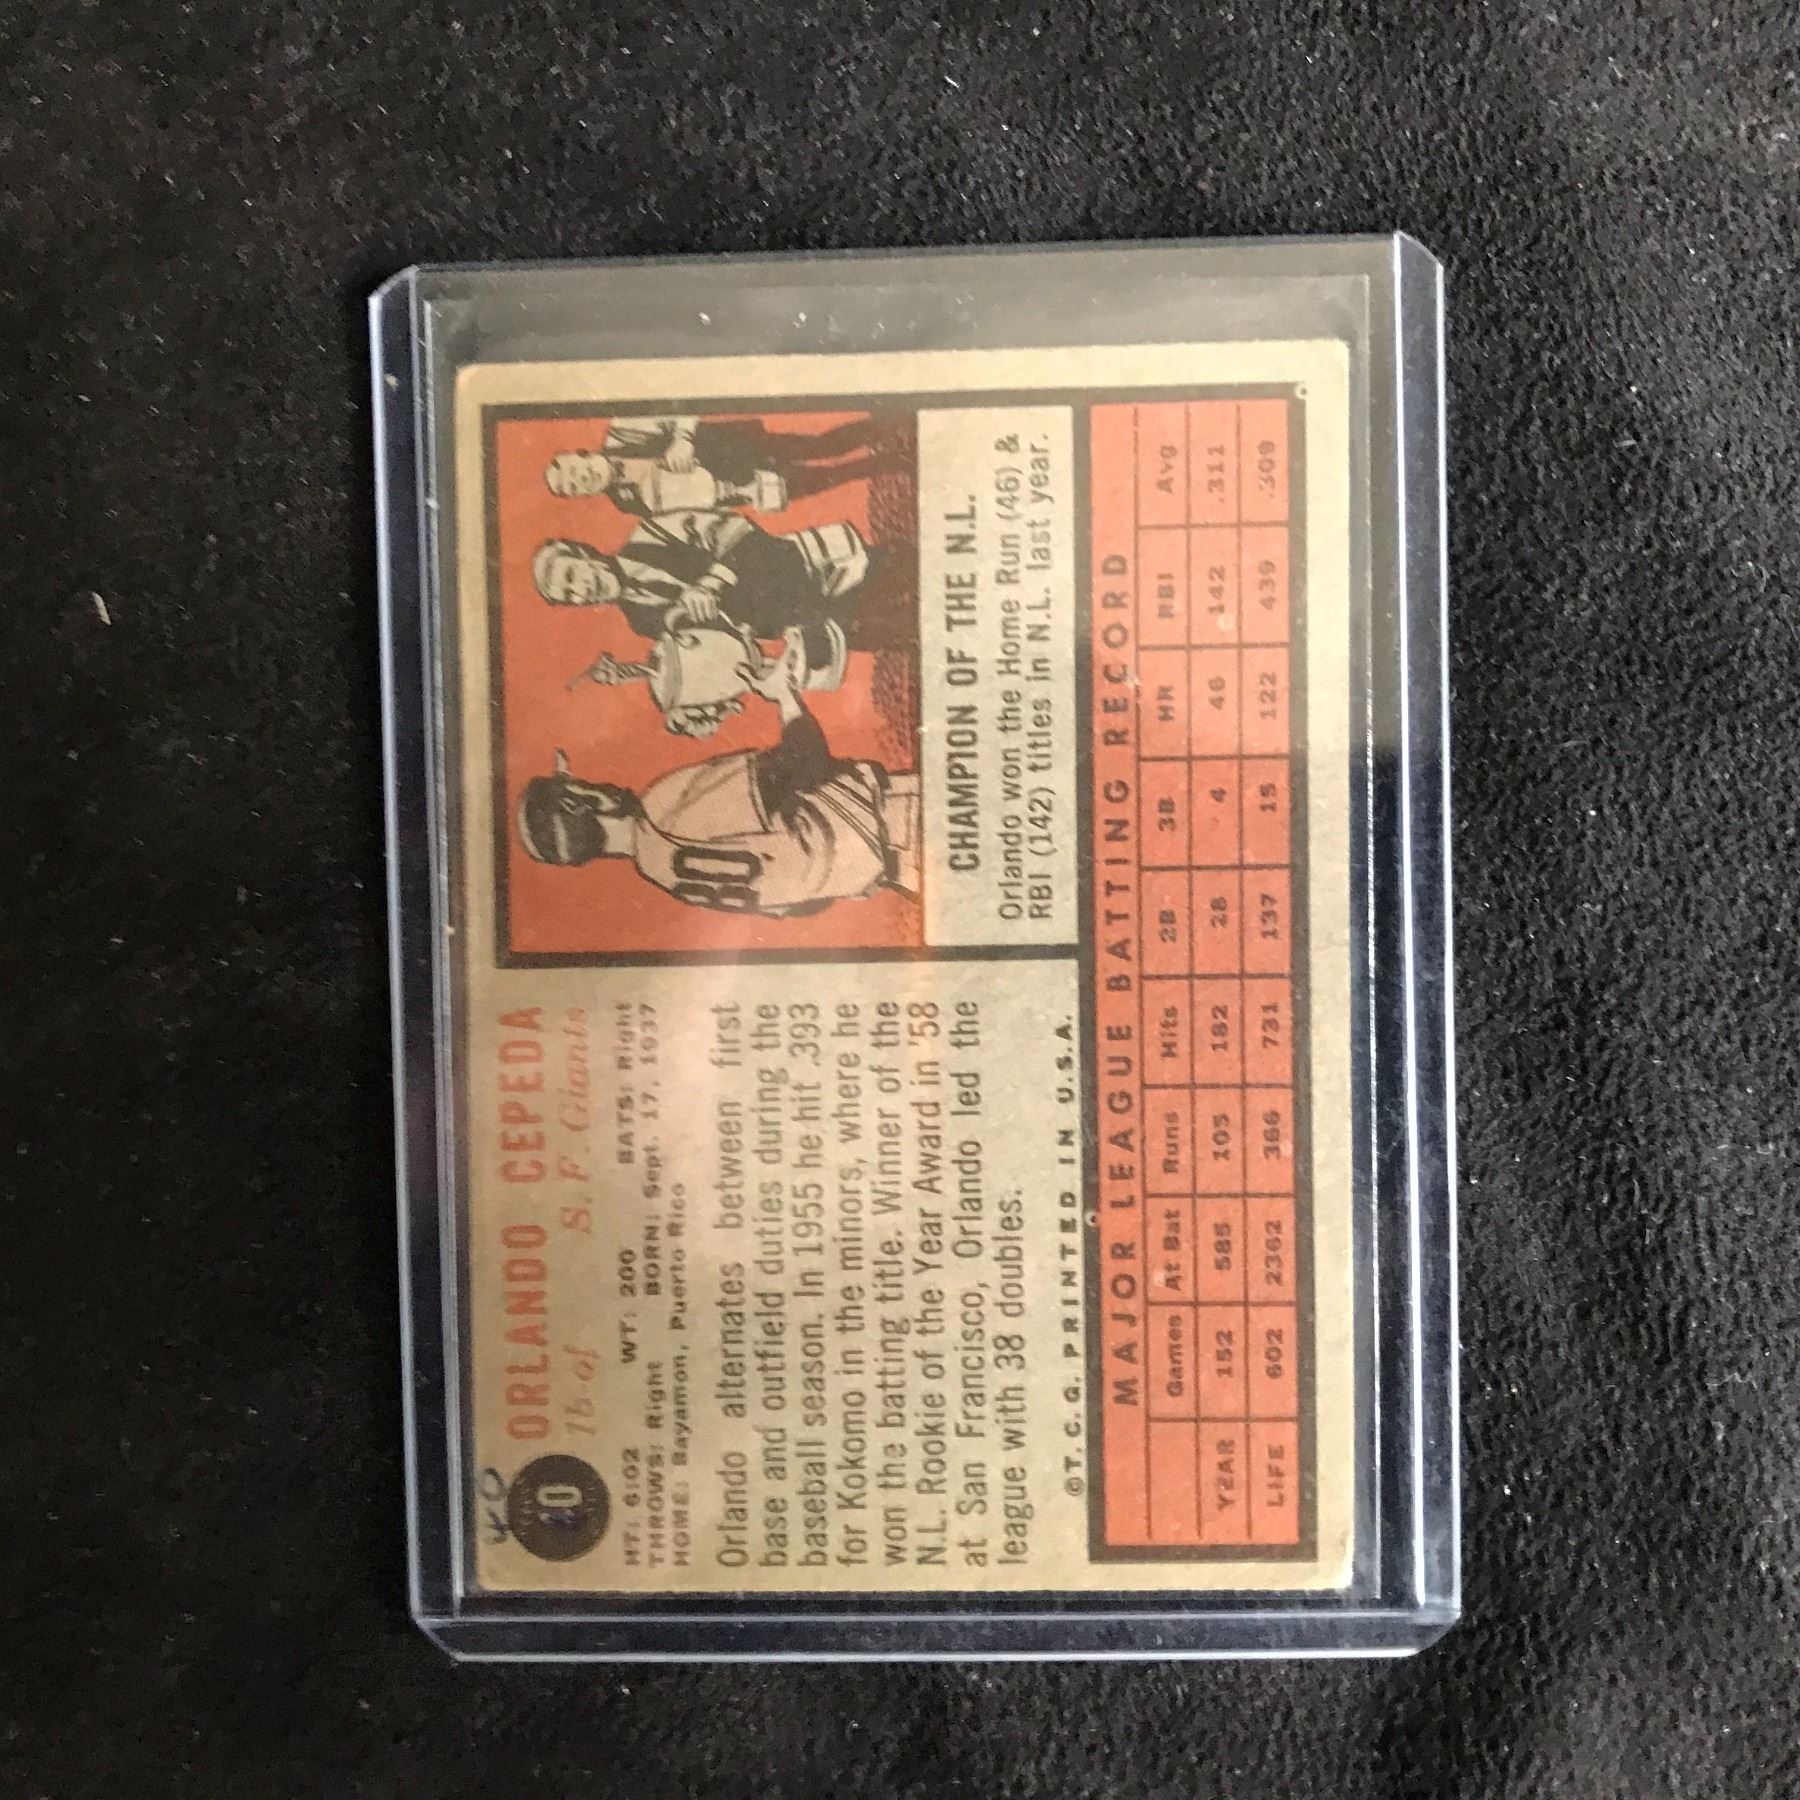 40
ORLANDO CEPEDA
1b-of S. F. Giants
HT: 6:02 WT: 200 BATS: Right
THROWS: Right BORN: Sept. 17, 1937
HOME: Bayamon, Puerto Rico
Orlando alternates between first
base and outfield duties during the
baseball season. In 1955 he hit .393
for Kokomo in the minors, where he
won the batting title. Winner of the
N.L. Rookie of the Year Award in '58
at San Francisco, Orlando led the
league with 38 doubles.
©T. C. G. PRINTED IN U.S.A.
30
CHAMPION OF THE N.L.
Orlando won the Home Run (46) &
RBI (142) titles in N.L. last year.
MAJOR LEAGUE BATTING RECORD
Games At Bat Runs Hits 2B 3B HR RBI Avg
YEAR 152 585 105 182 28 4 46 142 .311
LIFE 602 2362 366 731 137 15 122 439 .309